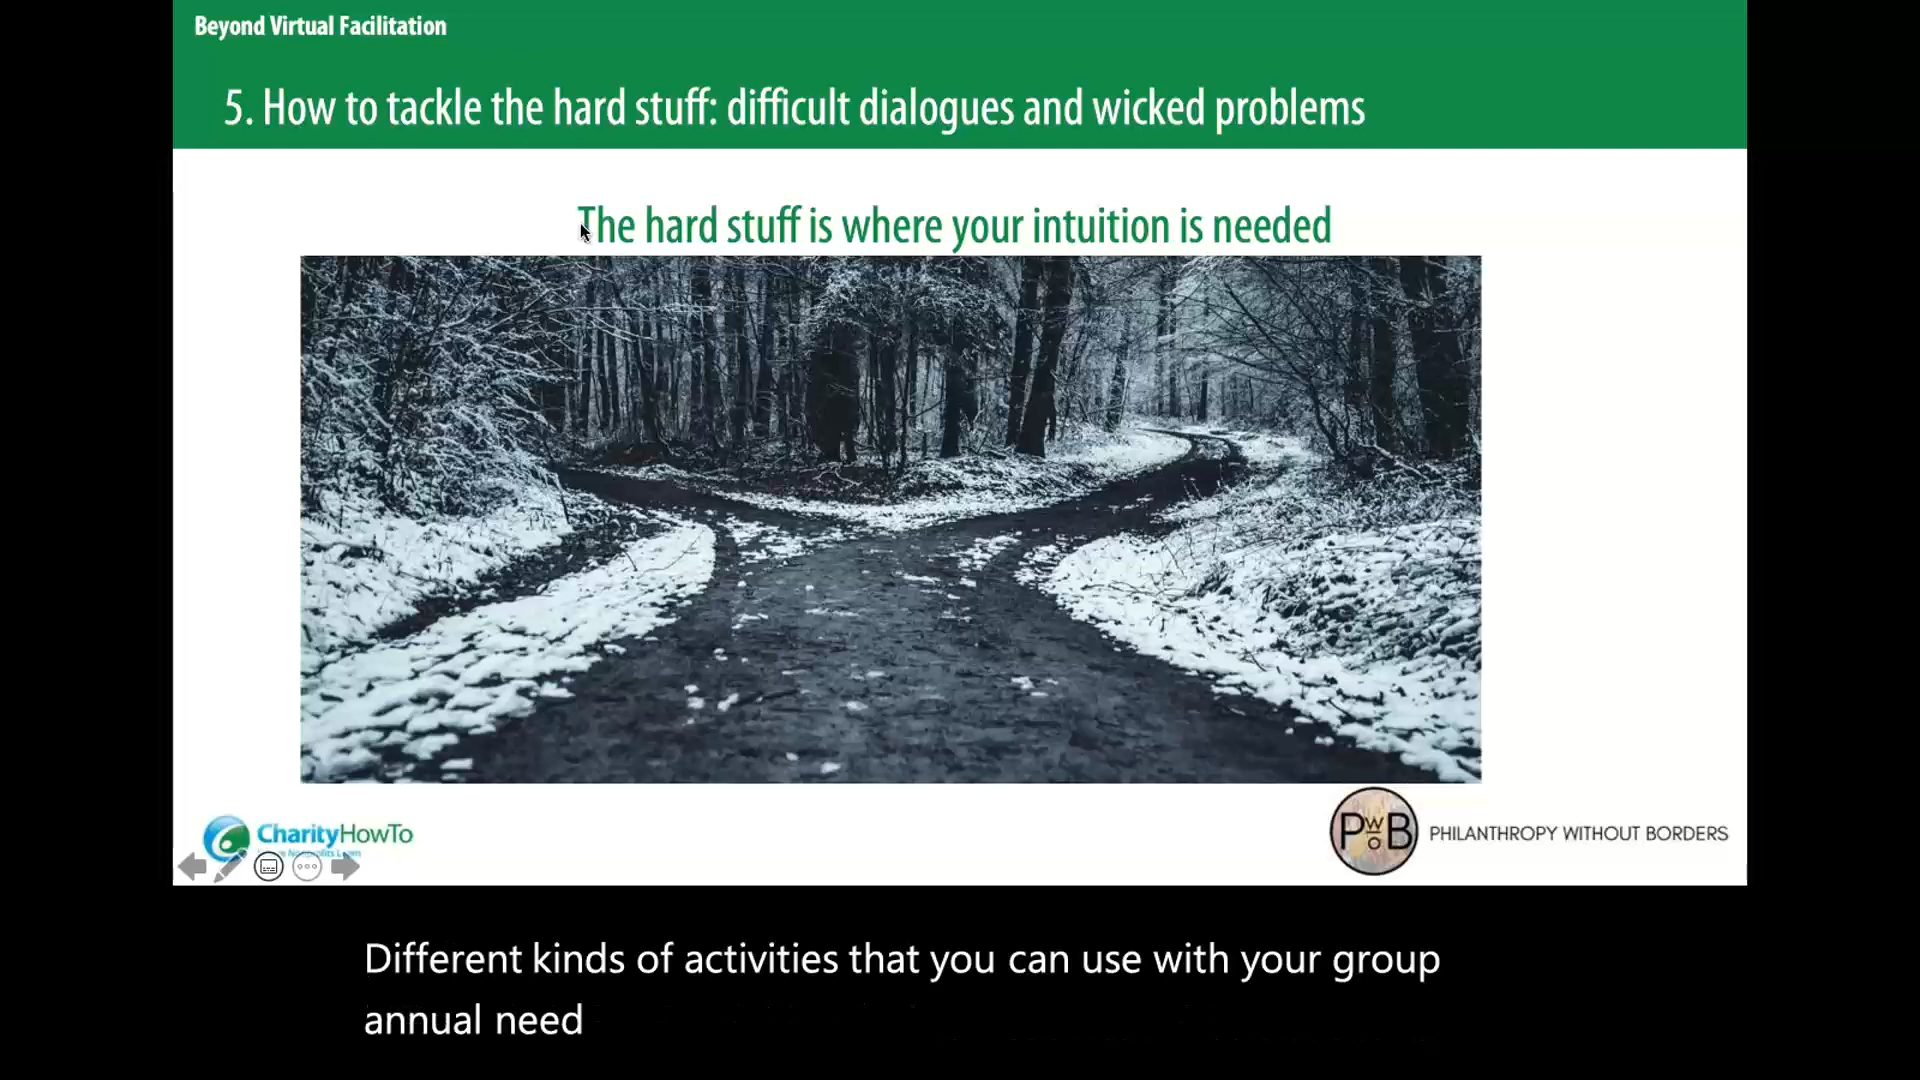 Beyond Virtual Facilitation
5. How to tackle the hard stuff: difficult dialogues and wicked problems
The hard stuff is where your intuition is needed
CharityHowTo
PWoB
PHILANTHROPY WITHOUT BORDERS
Different kinds of activities that you can use with your group
annual need